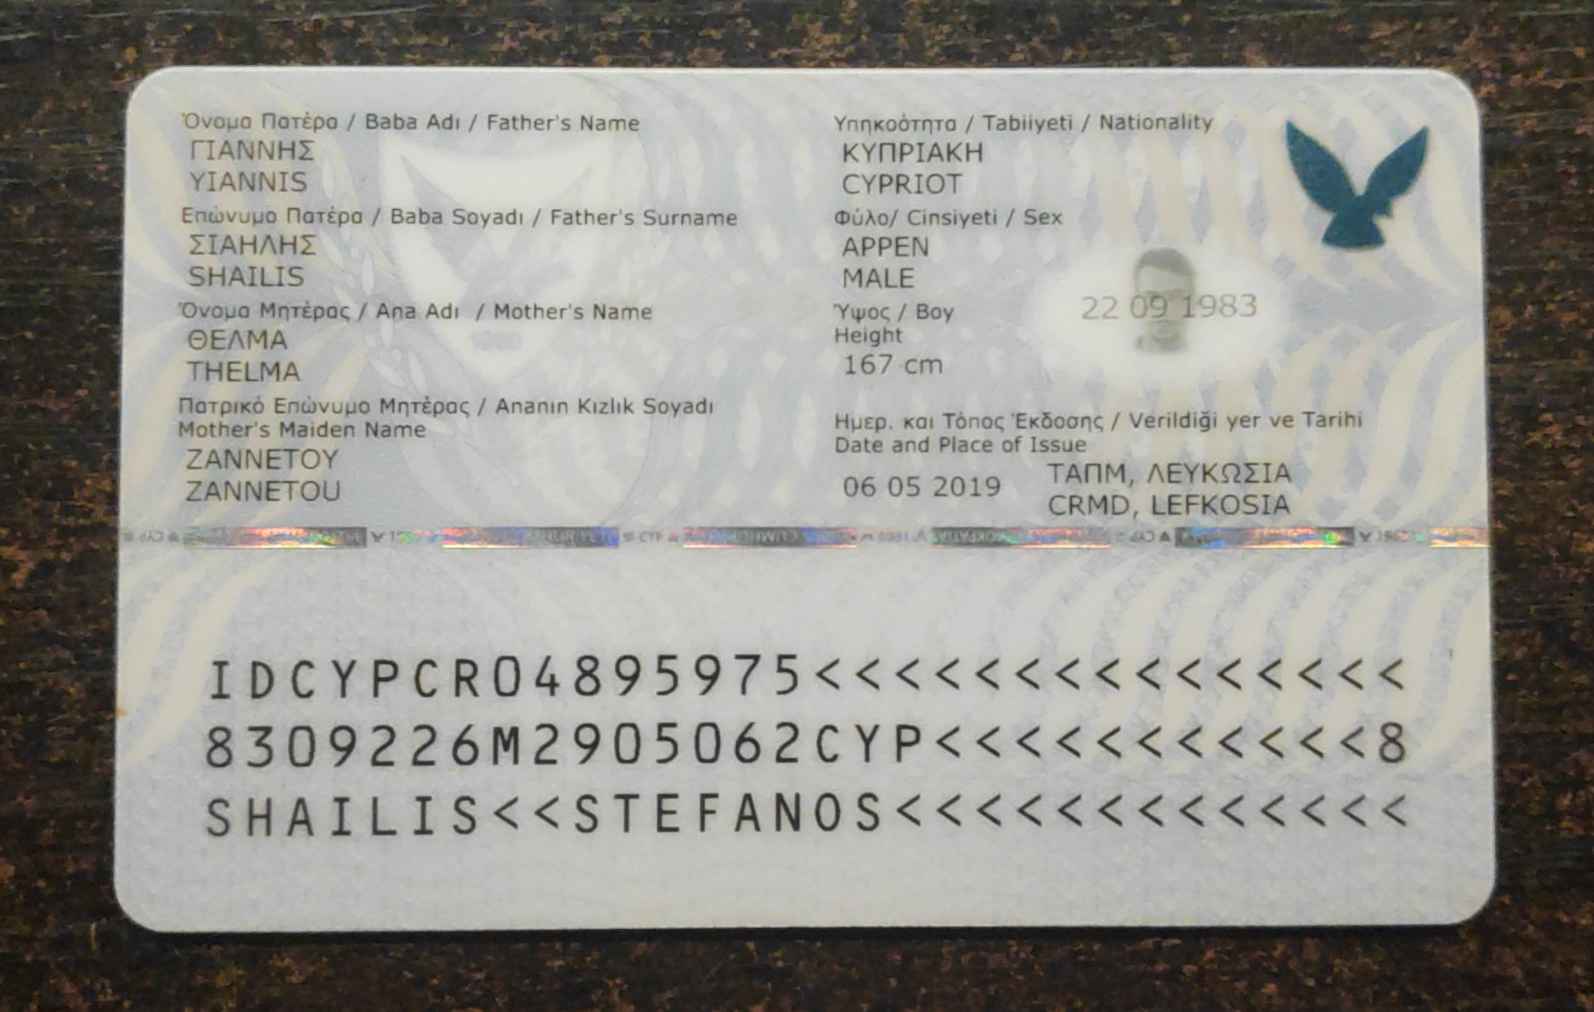 Όνομα Πατέρα / Baba Adı / Father's Name
ΓΙΑΝΝΗΣ
YIANNIS
Επώνυμο Πατέρα / Baba Soyadı / Father's Surname
ΣΙΑΗΛΗΣ
SHAILIS
Όνομα Μητέρας / Ana Adı / Mother's Name
ΘΕΛΜΑ
THELMA
Πατρικό Επώνυμο Μητέρας / Ananın Kızlık Soyadı
Mother's Maiden Name
ΖΑΝΝΕΤΟΥ
ZANNETOU
Υπηκοότητα / Tabiiyeti / Nationality
ΚΥΠΡΙΑΚΗ
CYPRIOT
Φύλο/ Cinsiyeti / Sex
ΑΡΡΕΝ
MALE
Ύψος / Boy
Height
167 cm
22 09 1983
Ημερ. και Τόπος Έκδοσης / Verildiği yer ve Tarihi
Date and Place of Issue
06 05 2019 ΤΑΠΜ, ΛΕΥΚΩΣΙΑ
CRMD, LEFKOSIA
IDCYPCR04895975<<<<<<<<<<<<<<<
8309226M2905062CYP<<<<<<<<<<<8
SHAILIS<<STEFANOS<<<<<<<<<<<<<